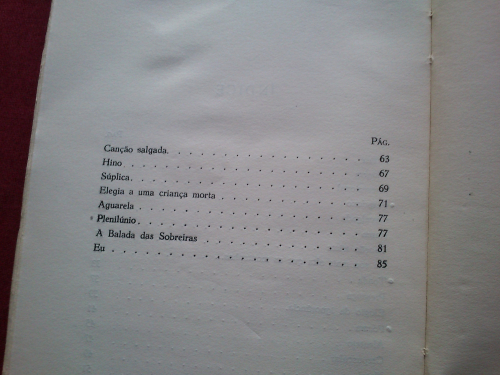 PÁG.
Canção salgada. . . . . . . . . . . . . . . 63
Hino . . . . . . . . . . . . . . . . . . 67
Súplica. . . . . . . . . . . . . . . . . . 69
Elegia a uma criança morta . . . . . . . . . . . 71
Aguarela . . . . . . . . . . . . . . . . . 77
Plenilúnio. . . . . . . . . . . . . . . . . 77
A Balada das Sobreiras . . . . . . . . . . . . 81
Eu . . . . . . . . . . . . . . . . . . . 85